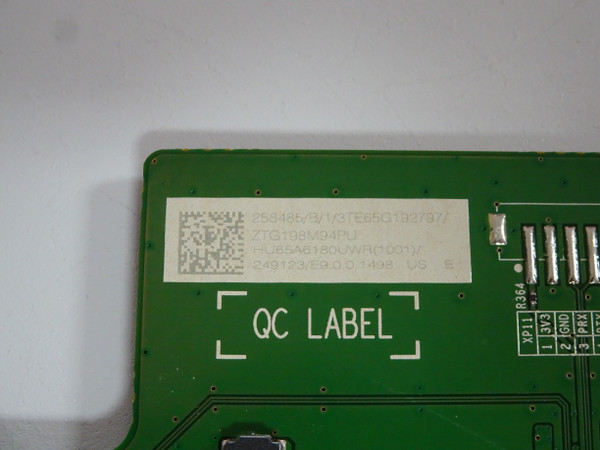 258485/B/1/3TE65G192797/
ZTG198M94PU/
HU65A6180UWR(1001)/
249123/E9.0.0.1498 US E
QC LABEL
R364
XP11
1 3V3
2 GND
3 PRX